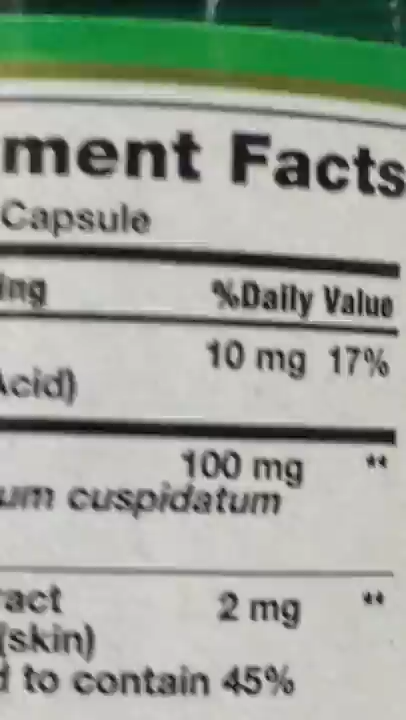 ment Facts
Capsule
ing %Daily Value
10 mg 17%
Acid)
100 mg **
um cuspidatum
ract 2 mg **
(skin)
d to contain 45%